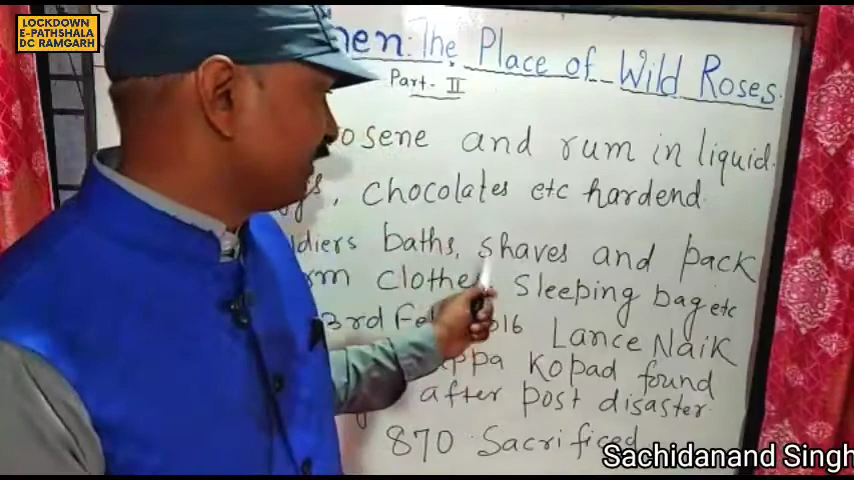 LOCKDOWN
E-PATHSHALA
DC RAMGARH
The Place of Wild Roses
Part - II
and rum in liquid.
, chocolates etc hardend
baths, shaves and pack
clothes. Sleeping bag etc
Lance Naik
Kopad found
after post disaster.
870 Sacrificed
Sachidanand Singh